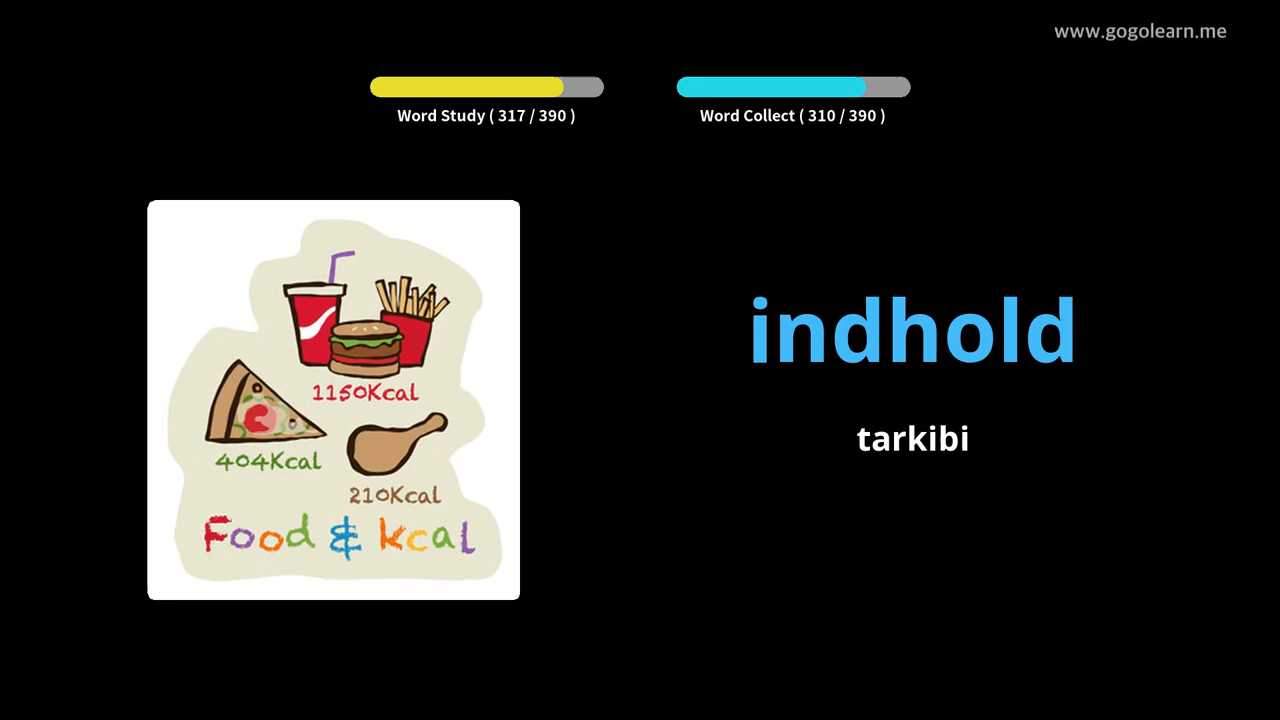 www.gogolearn.me
Word Study ( 317 / 390 )
Word Collect ( 310 / 390 )
1150Kcal
404Kcal
210Kcal
Food & kcal
indhold
tarkibi